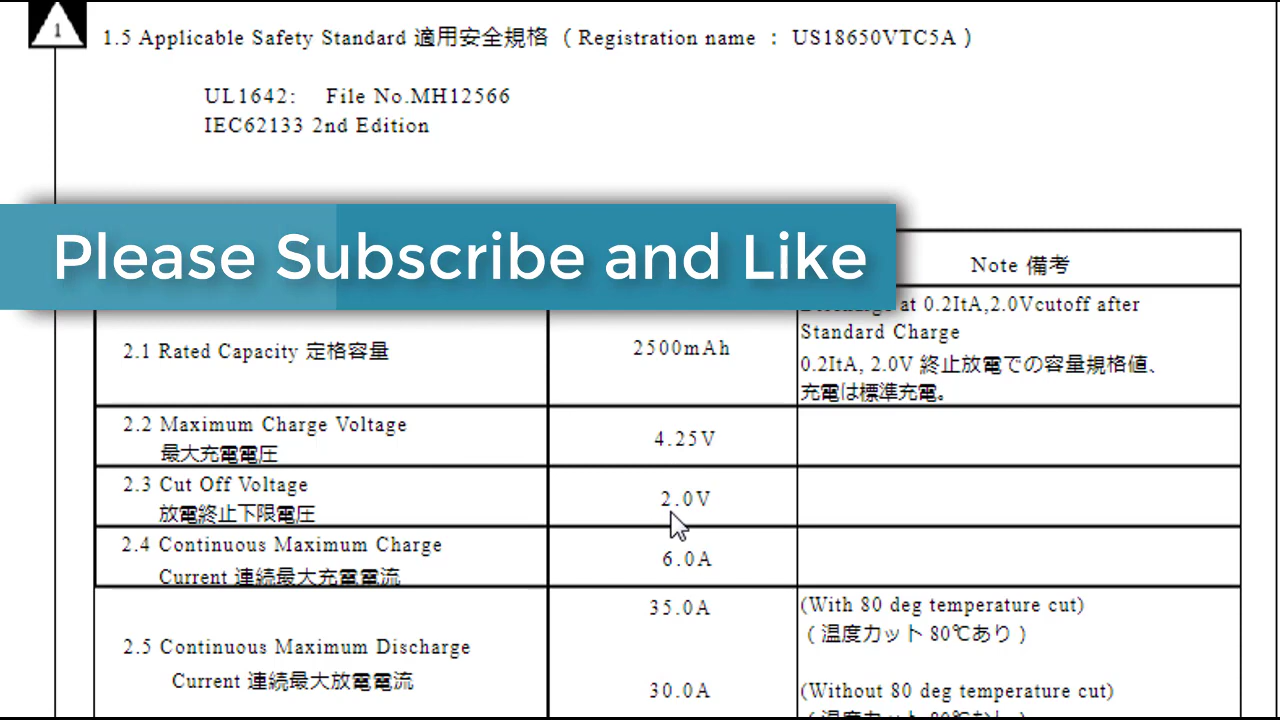 1
1.5 Applicable Safety Standard 適用安全規格 ( Registration name : US18650VTC5A )
UL1642: File No.MH12566
IEC62133 2nd Edition
Please Subscribe and Like
Note 備考
at 0.2ItA,2.0Vcutoff after
Standard Charge
2.1 Rated Capacity 定格容量
2500mAh
0.2ItA, 2.0V 終止放電での容量規格値、
充電は標準充電。
2.2 Maximum Charge Voltage
最大充電電圧
4.25V
2.3 Cut Off Voltage
放電終止下限電圧
2.0V
2.4 Continuous Maximum Charge
Current 連続最大充電電流
6.0A
2.5 Continuous Maximum Discharge
Current 連続最大放電電流
35.0A
(With 80 deg temperature cut)
( 温度カット 80℃あり )
30.0A
(Without 80 deg temperature cut)